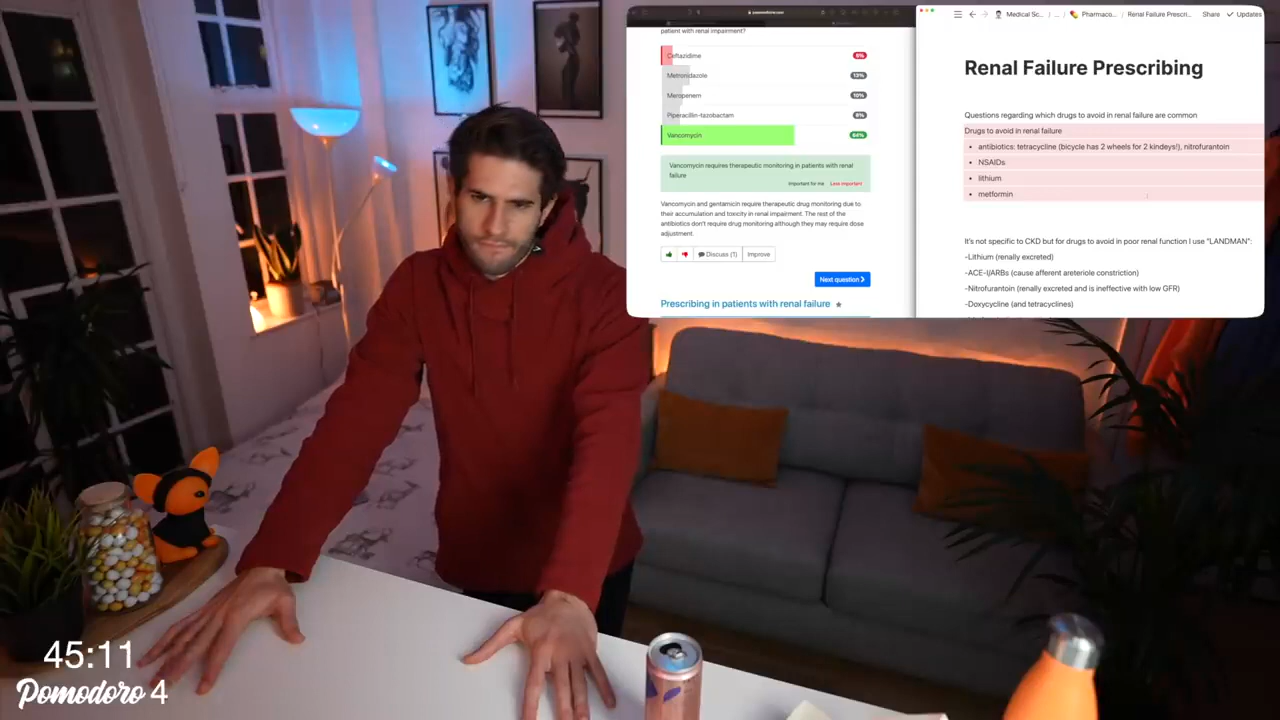 passmedicine.com
patient with renal impairment?
Ceftazidime 6%
Metronidazole 13%
Meropenem 10%
Piperacillin-tazobactam 8%
Vancomycin 64%
Vancomycin requires therapeutic monitoring in patients with renal
failure
Important for me Less important
Vancomycin and gentamicin require therapeutic drug monitoring due to
their accumulation and toxicity in renal impairment. The rest of the
antibiotics don't require drug monitoring although they may require dose
adjustment.
Discuss (1) Improve
Next question
Prescribing in patients with renal failure
Medical Sc... / ... / Pharmaco... / Renal Failure Prescri... Share Updates
Renal Failure Prescribing
Questions regarding which drugs to avoid in renal failure are common
Drugs to avoid in renal failure
• antibiotics: tetracycline (bicycle has 2 wheels for 2 kindeys!), nitrofurantoin
• NSAIDs
• lithium
• metformin
It's not specific to CKD but for drugs to avoid in poor renal function I use "LANDMAN":
-Lithium (renally excreted)
-ACE-I/ARBs (cause afferent areteriole constriction)
-Nitrofurantoin (renally excreted and is ineffective with low GFR)
-Doxycycline (and tetracyclines)
45:11
Pomodoro 4